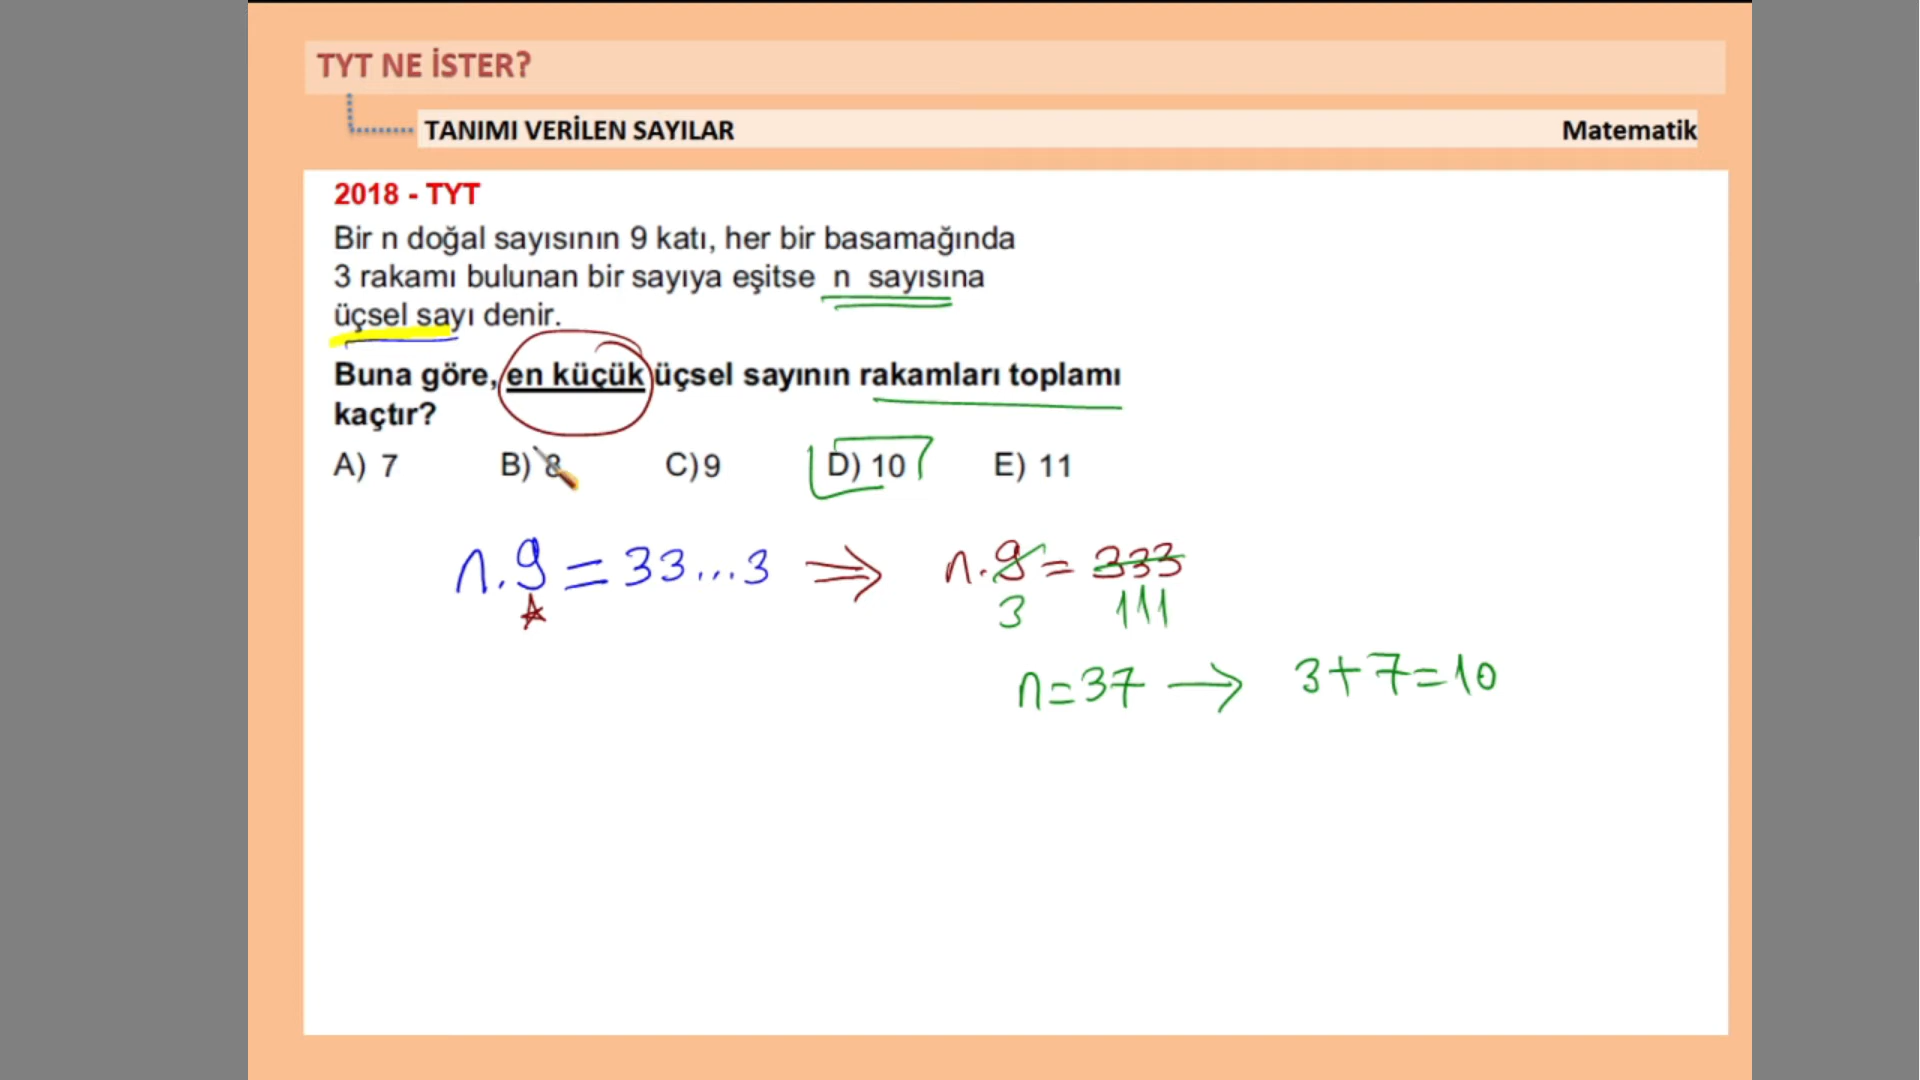 TYT NE İSTER?
TANIMI VERİLEN SAYILAR Matematik
2018 - TYT
Bir n doğal sayısının 9 katı, her bir basamağında
3 rakamı bulunan bir sayıya eşitse n sayısına
üçsel sayı denir.
Buna göre, en küçük üçsel sayının rakamları toplamı
kaçtır?
A) 7 B) 8 C) 9 D) 10 E) 11
n.9 = 33...3 ⇒ n.9 = 333
3 111
n=37 → 3+7=10